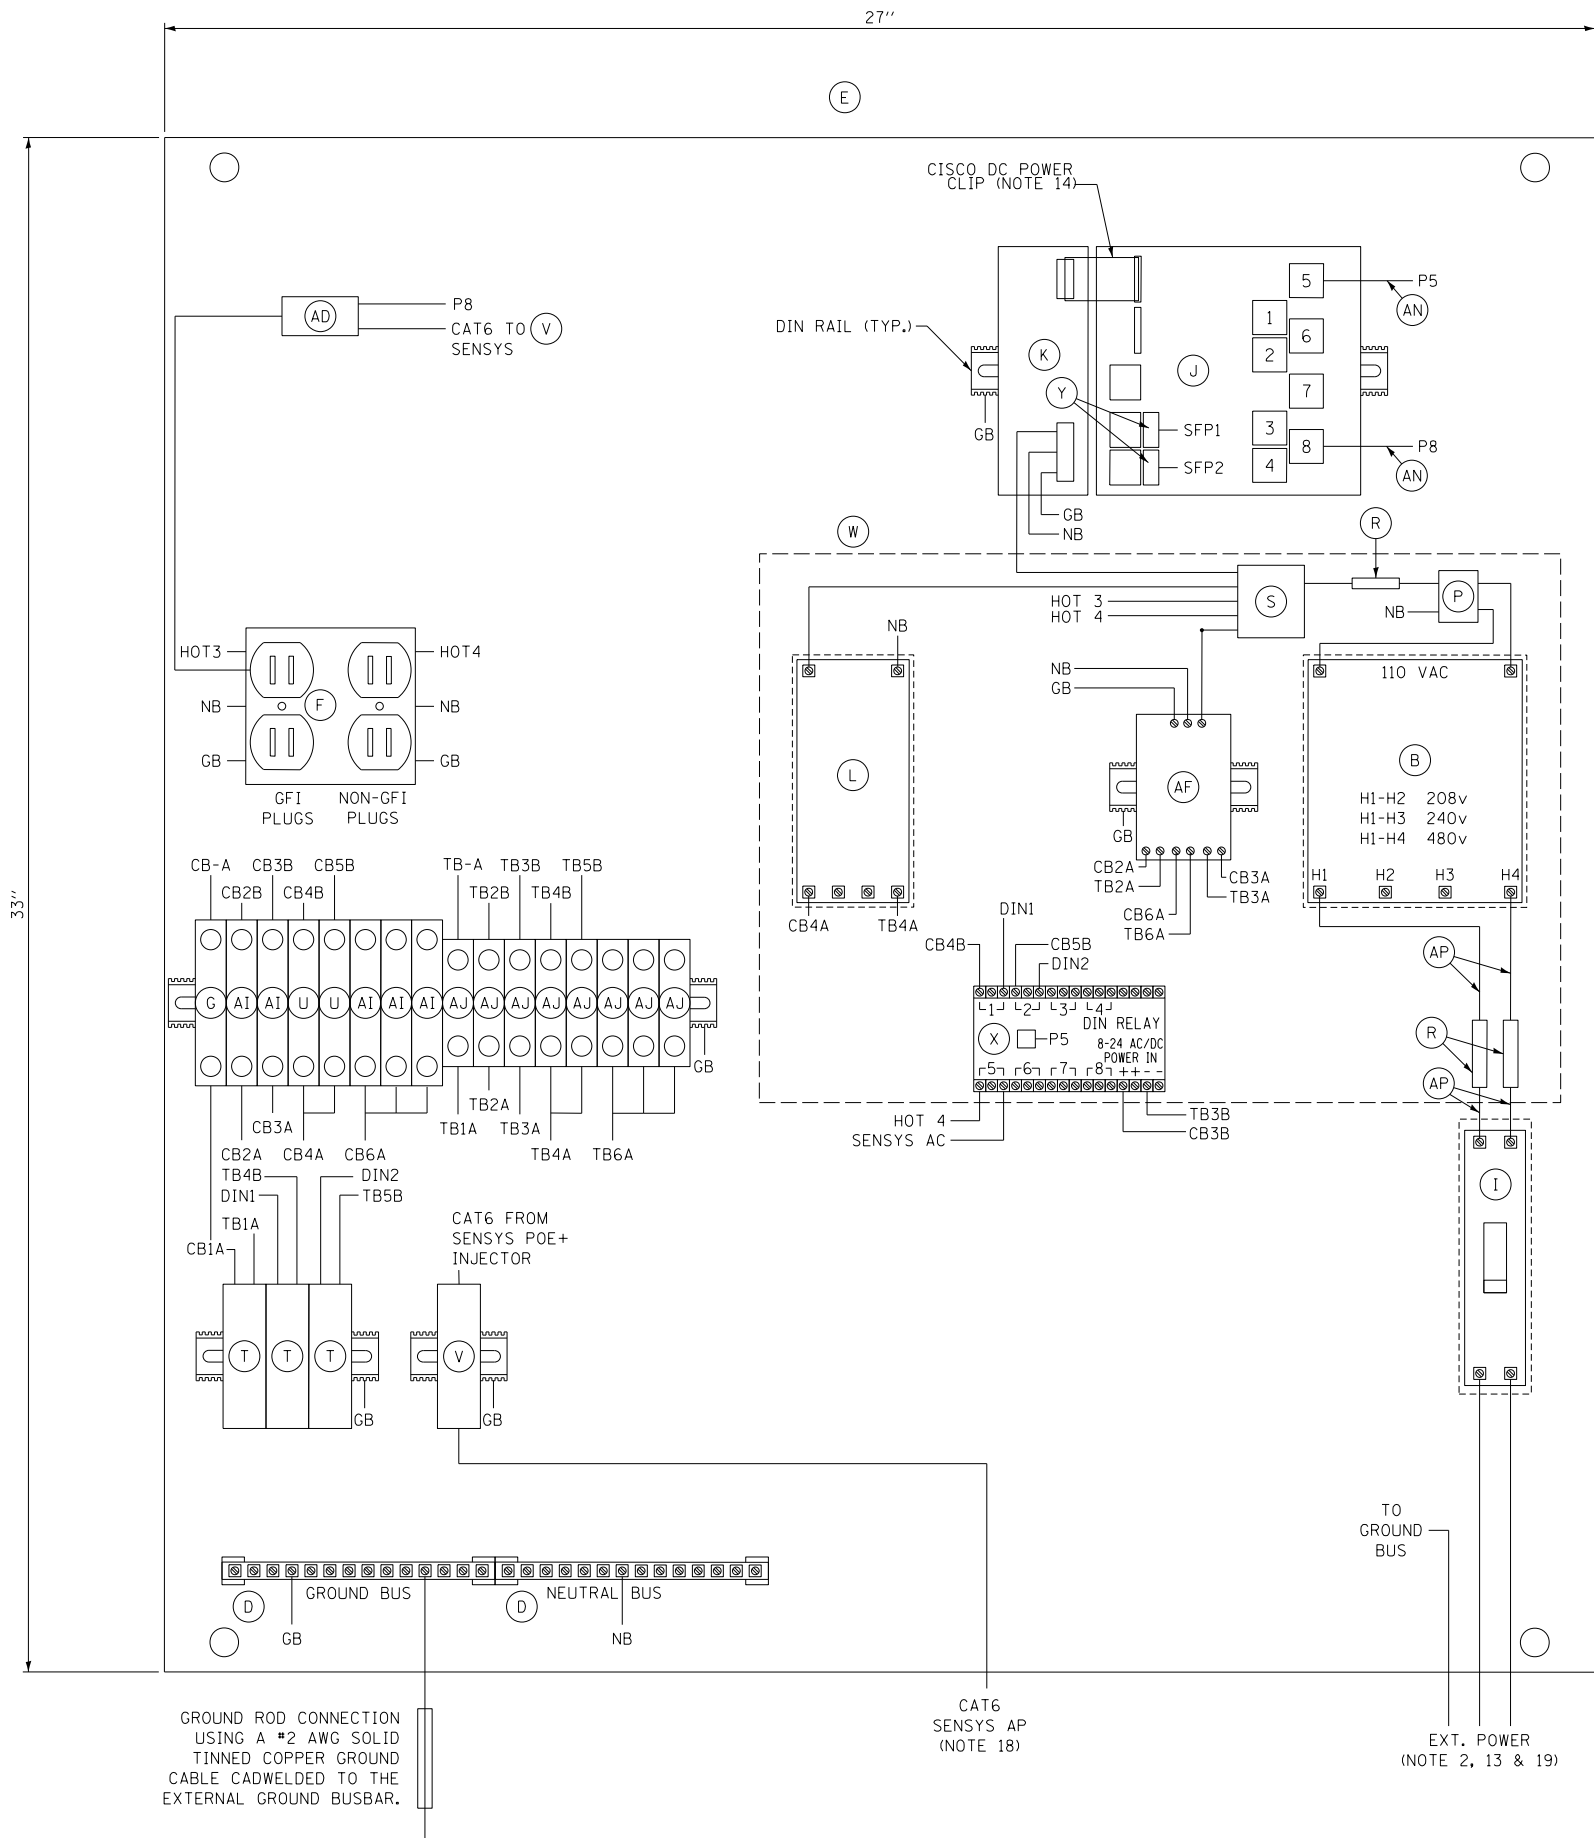 27''
E
33''
CISCO DC POWER
CLIP (NOTE 14)
5
P5
AN
1
6
2
7
3
8
P8
AN
4
AD
P8
CAT6 TO V
SENSYS
DIN RAIL (TYP.)
K
J
Y
GB
SFP1
SFP2
GB
NB
W
R
S
P
HOT 3
HOT 4
NB
NB
NB
GB
110 VAC
HOT3
HOT4
NB
F
NB
GB
GB
GFI
PLUGS
NON-GFI
PLUGS
L
AF
GB
B
H1-H2 208v
H1-H3 240v
H1-H4 480v
H1
H2
H3
H4
CB2A
TB2A
CB6A
TB6A
CB3A
TB3A
CB4A
TB4A
CB-A
CB3B
CB5B
CB2B
CB4B
TB-A
TB3B
TB5B
TB2B
TB4B
G
AI
AI
U
U
AI
AI
AI
AJ
AJ
AJ
AJ
AJ
AJ
AJ
AJ
GB
CB3A
CB2A
CB4A
CB6A
TB2A
TB1A
TB3A
TB4A
TB6A
DIN1
CB4B
CB5B
DIN2
1
2
3
4
DIN RELAY
X
P5
8-24 AC/DC
POWER IN
5
6
7
8
++--
HOT 4
SENSYS AC
TB3B
CB3B
AP
R
AP
I
TB4B
DIN1
TB1A
CB1A
DIN2
TB5B
T
T
T
GB
CAT6 FROM
SENSYS POE+
INJECTOR
V
GB
TO
GROUND
BUS
GROUND BUS
NEUTRAL BUS
D
D
GB
NB
GROUND ROD CONNECTION
USING A #2 AWG SOLID
TINNED COPPER GROUND
CABLE CADWELDED TO THE
EXTERNAL GROUND BUSBAR.
CAT6
SENSYS AP
(NOTE 18)
EXT. POWER
(NOTE 2, 13 & 19)